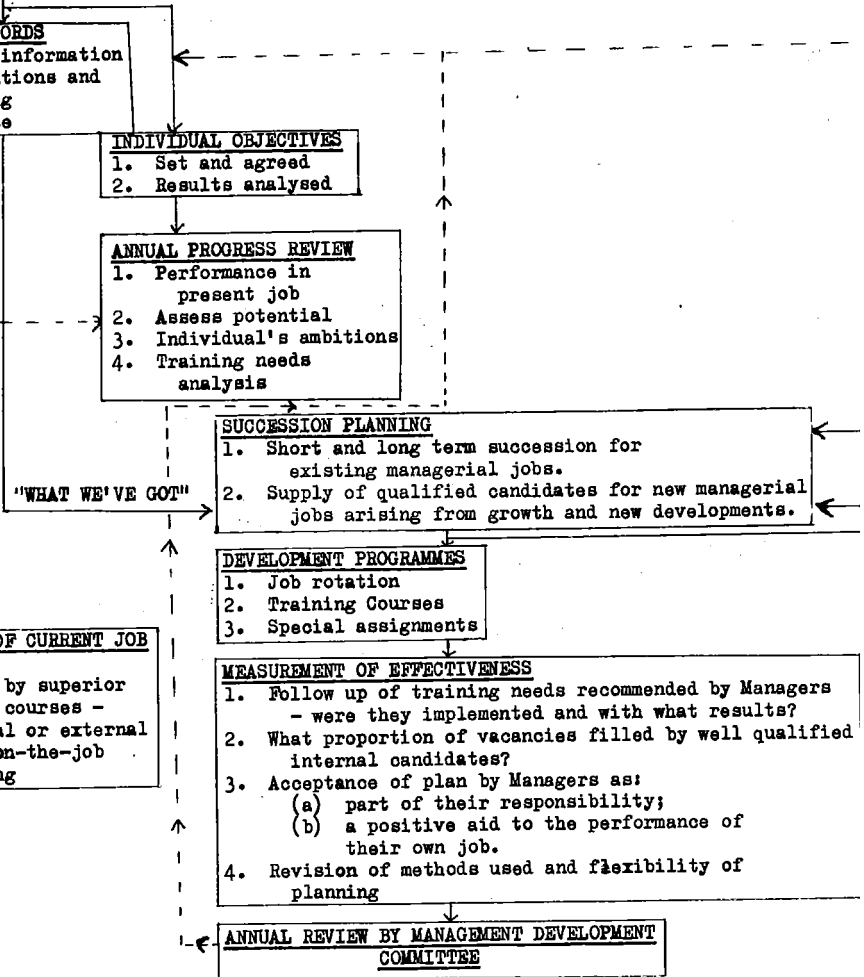 ORDS
information
tions and
g
e
INDIVIDUAL OBJECTIVES
1. Set and agreed
2. Results analysed
ANNUAL PROGRESS REVIEW
1. Performance in
present job
2. Assess potential
3. Individual's ambitions
4. Training needs
analysis
SUCCESSION PLANNING
1. Short and long term succession for
existing managerial jobs.
2. Supply of qualified candidates for new managerial
jobs arising from growth and new developments.
"WHAT WE'VE GOT"
DEVELOPMENT PROGRAMMES
1. Job rotation
2. Training Courses
3. Special assignments
OF CURRENT JOB
by superior
courses -
al or external
on-the-job
ng
MEASUREMENT OF EFFECTIVENESS
1. Follow up of training needs recommended by Managers
- were they implemented and with what results?
2. What proportion of vacancies filled by well qualified
internal candidates?
3. Acceptance of plan by Managers as:
(a) part of their responsibility;
(b) a positive aid to the performance of
their own job.
4. Revision of methods used and flexibility of
planning
ANNUAL REVIEW BY MANAGEMENT DEVELOPMENT
COMMITTEE